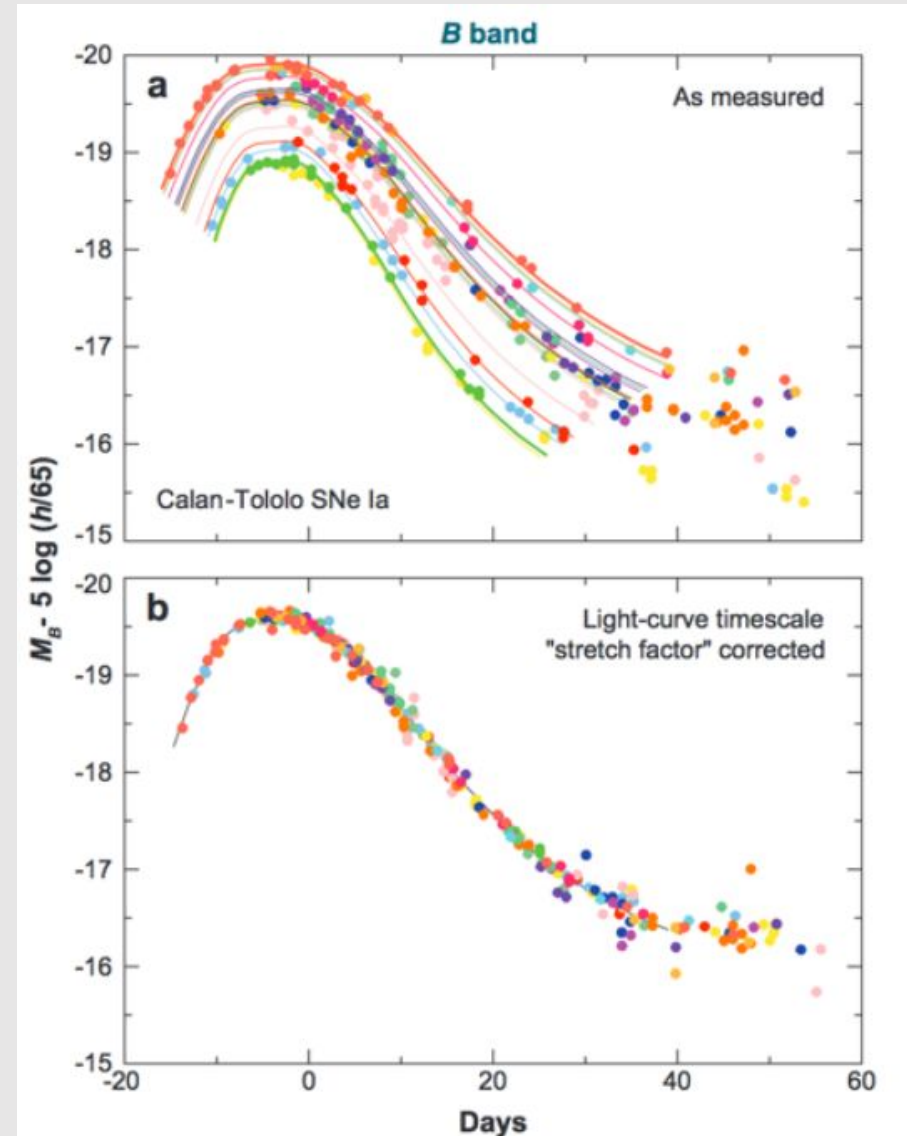 B band
-20
a
As measured
-19
-18
-17
-16
Calan-Tololo SNe Ia
-15
M_B- 5 log (h/65)
-20
b
Light-curve timescale
"stretch factor" corrected
-19
-18
-17
-16
-15
-20
0
20
40
60
Days